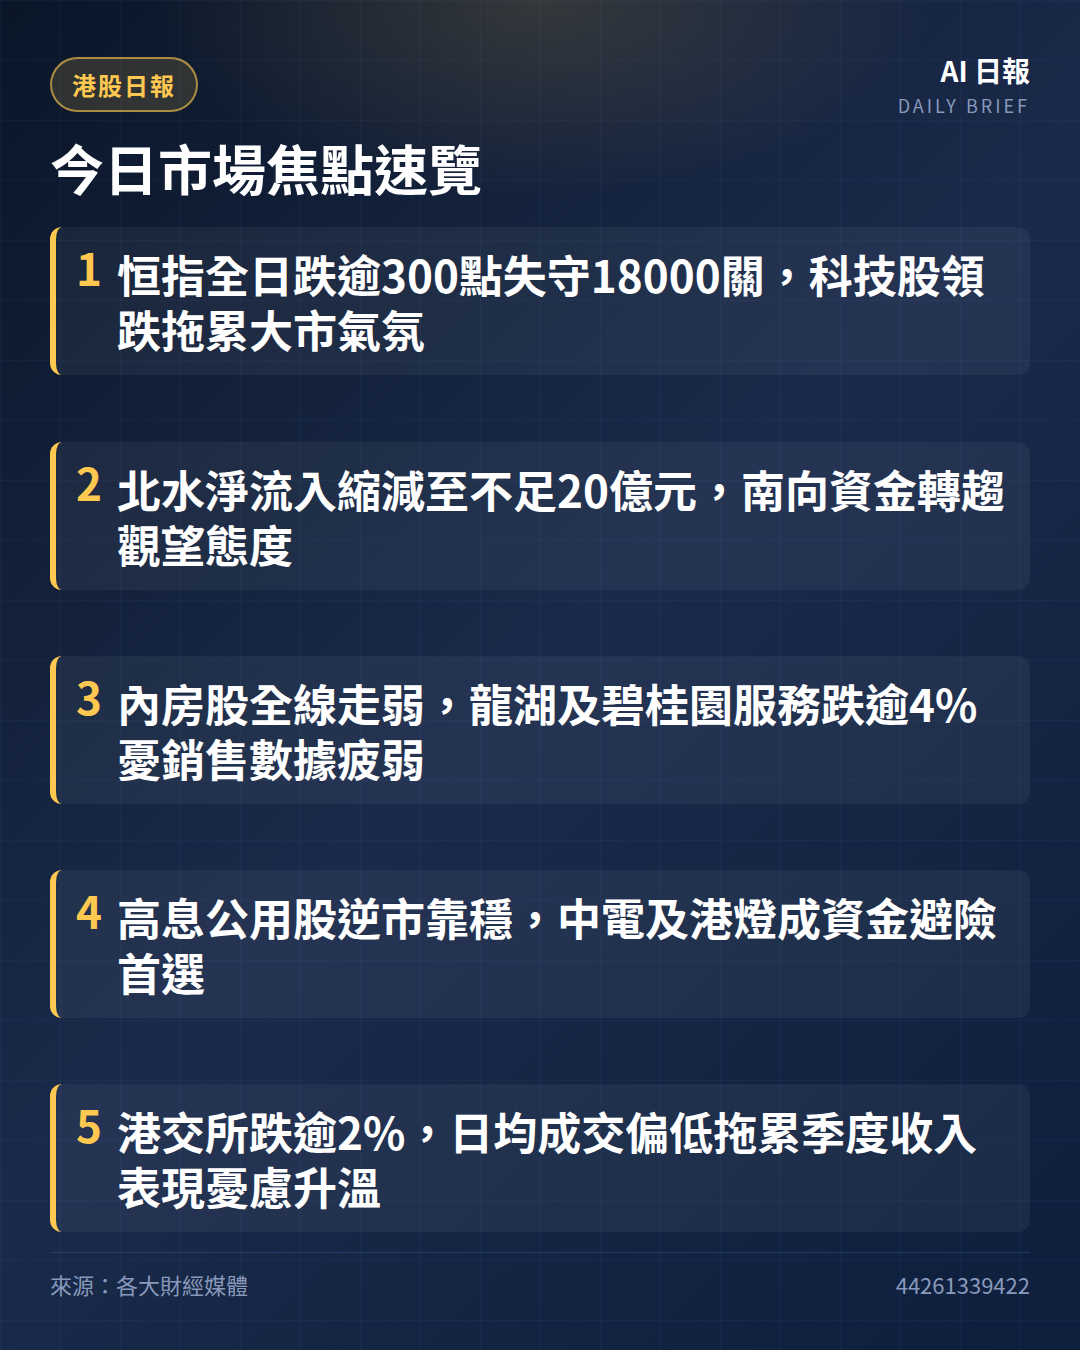 港股日報
AI 日報
DAILY BRIEF
今日市場焦點速覽
1 恒指全日跌逾300點失守18000關，科技股領
跌拖累大市氣氛
2 北水淨流入縮減至不足20億元，南向資金轉趨
觀望態度
3 內房股全線走弱，龍湖及碧桂園服務跌逾4%
憂銷售數據疲弱
4 高息公用股逆市靠穩，中電及港燈成資金避險
首選
5 港交所跌逾2%，日均成交偏低拖累季度收入
表現憂慮升溫
來源：各大財經媒體
44261339422